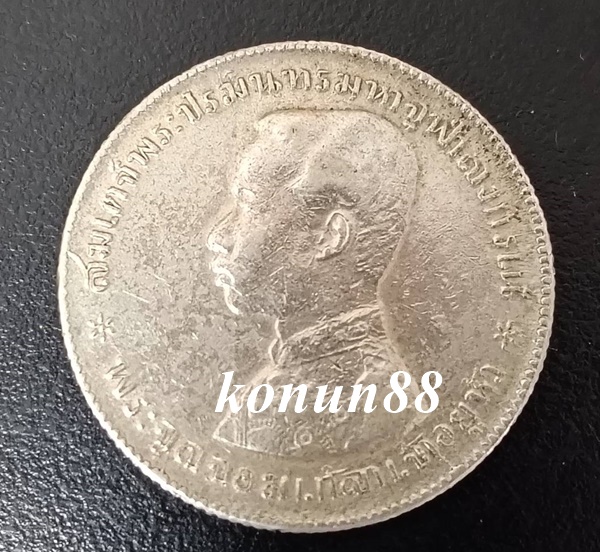 สมเดจพระปรมินทรมหาจุฬาลงกรณ์
พระจุลจอมเกล้าเจ้าอยู่หัว
konun88